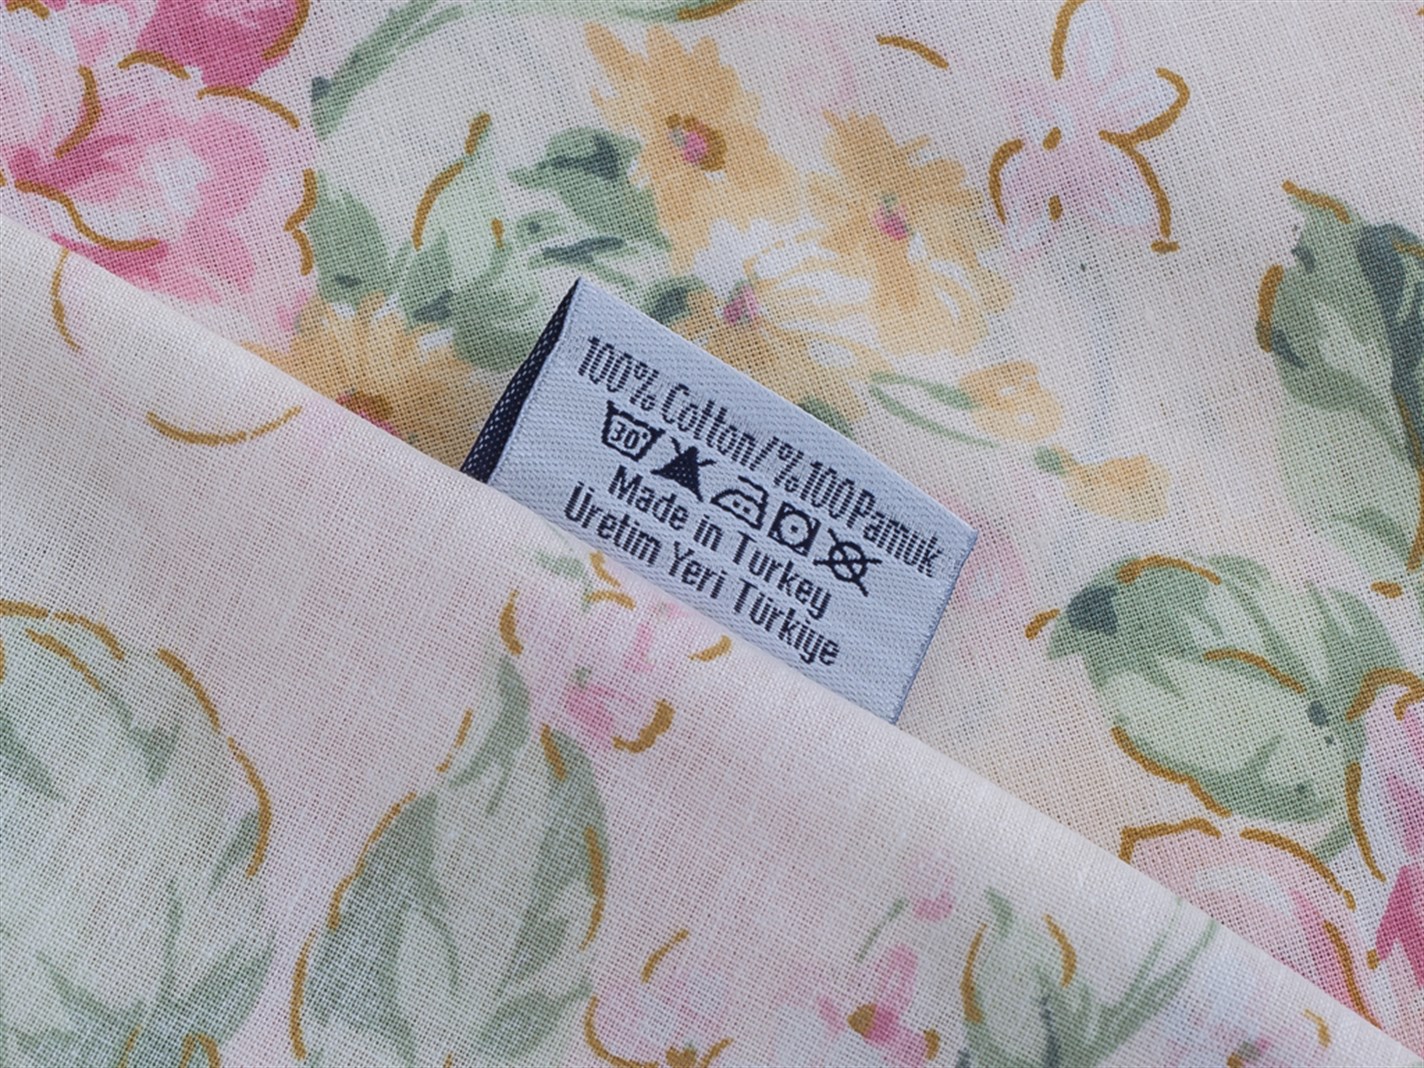 100% Cotton/%100Pamuk
30°
Made in Turkey
Üretim Yeri Türkiye